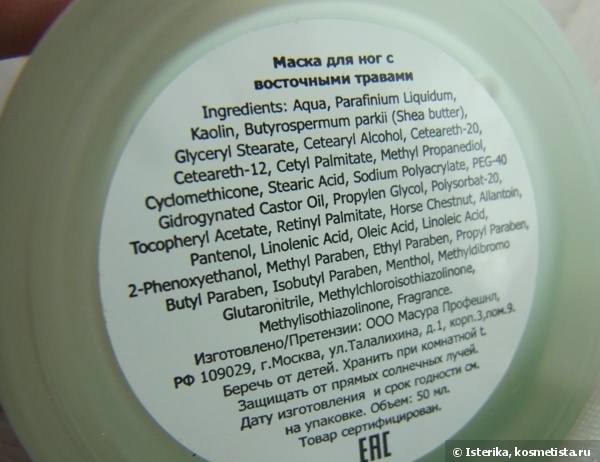 Маска для ног с
восточными травами
Ingredients: Aqua, Parafinium Liquidum,
Kaolin, Butyrospermum parkii (Shea butter),
Glyceryl Stearate, Cetearyl Alcohol, Ceteareth-20,
Ceteareth-12, Cetyl Palmitate, Methyl Propanediol,
Cyclomethicone, Stearic Acid, Sodium Polyacrylate, PEG-40
Gidrogynated Castor Oil, Propylen Glycol, Polysorbat-20,
Tocopheryl Acetate, Retinyl Palmitate, Horse Chestnut, Allantoin,
Pantenol, Linolenic Acid, Oleic Acid, Linoleic Acid,
2-Phenoxyethanol, Methyl Paraben, Ethyl Paraben, Propyl Paraben,
Butyl Paraben, Isobutyl Paraben, Menthol, Methyldibromo
Glutaronitrile, Methylchloroisothiazolinone,
Methylisothiazolinone, Fragrance.
Изготовлено/Претензии: ООО Масура Профешнл,
РФ 109029, г.Москва, ул.Талалихина, д.1, корп.3,пом.9.
Беречь от детей. Хранить при комнатной t.
Защищать от прямых солнечных лучей.
Дату изготовления и срок годности см.
на упаковке. Объем: 50 мл.
Товар сертифицирован.
EAC
© Isterika, kosmetista.ru